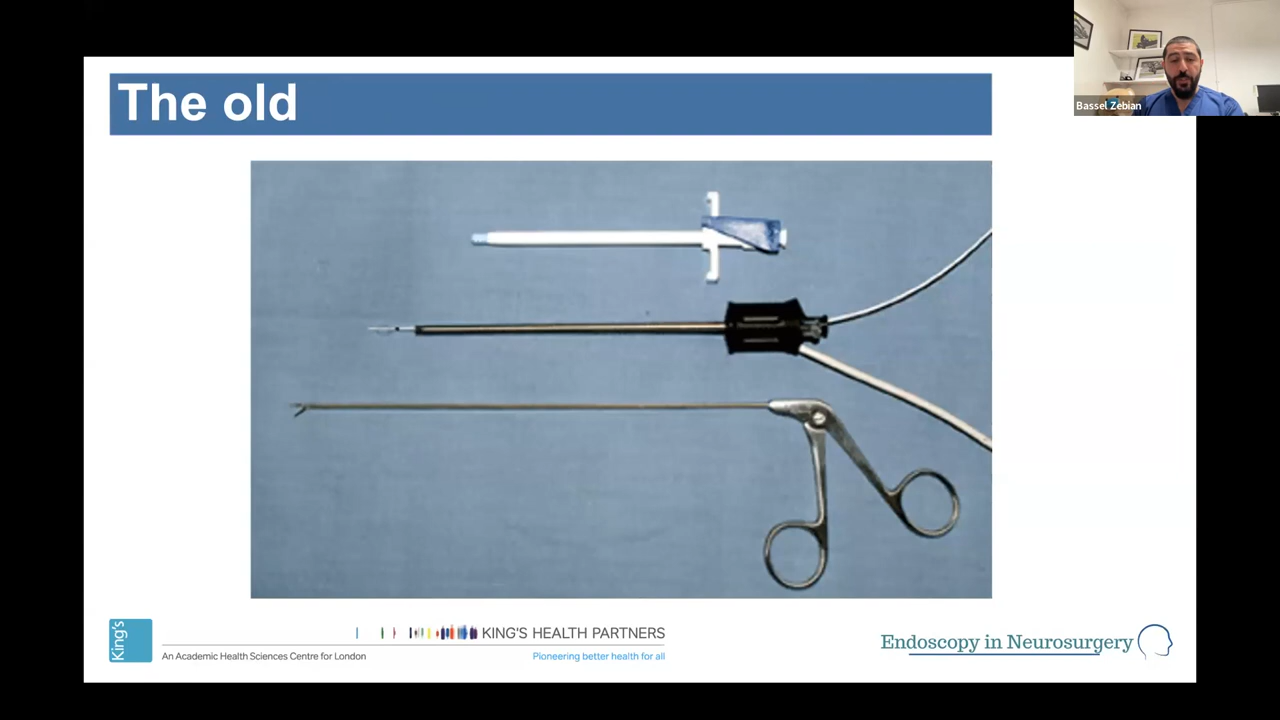 The old
Bassel Zebian
King's
KING'S HEALTH PARTNERS
An Academic Health Sciences Centre for London
Pioneering better health for all
Endoscopy in Neurosurgery